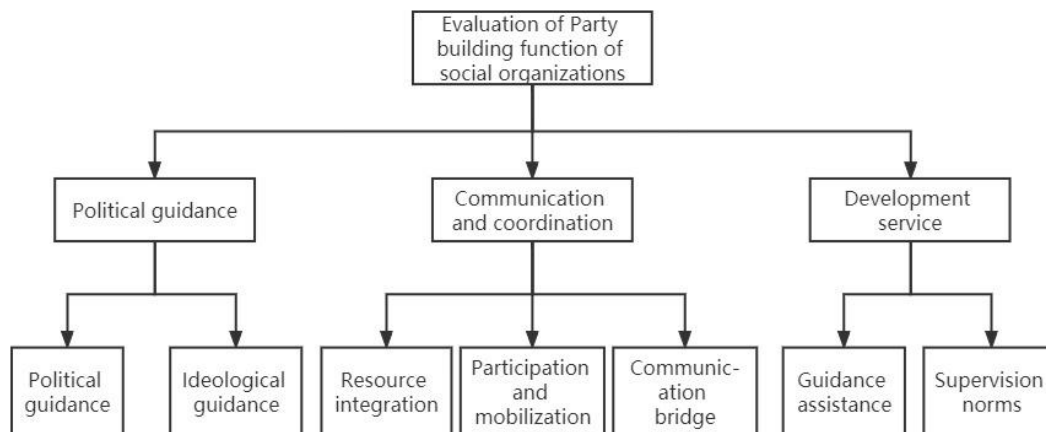 Evaluation of Party
building function of
social organizations
Political guidance
Communication
and coordination
Development
service
Political
guidance
Ideological
guidance
Resource
integration
Participation
and
mobilization
Communic-
ation
bridge
Guidance
assistance
Supervision
norms